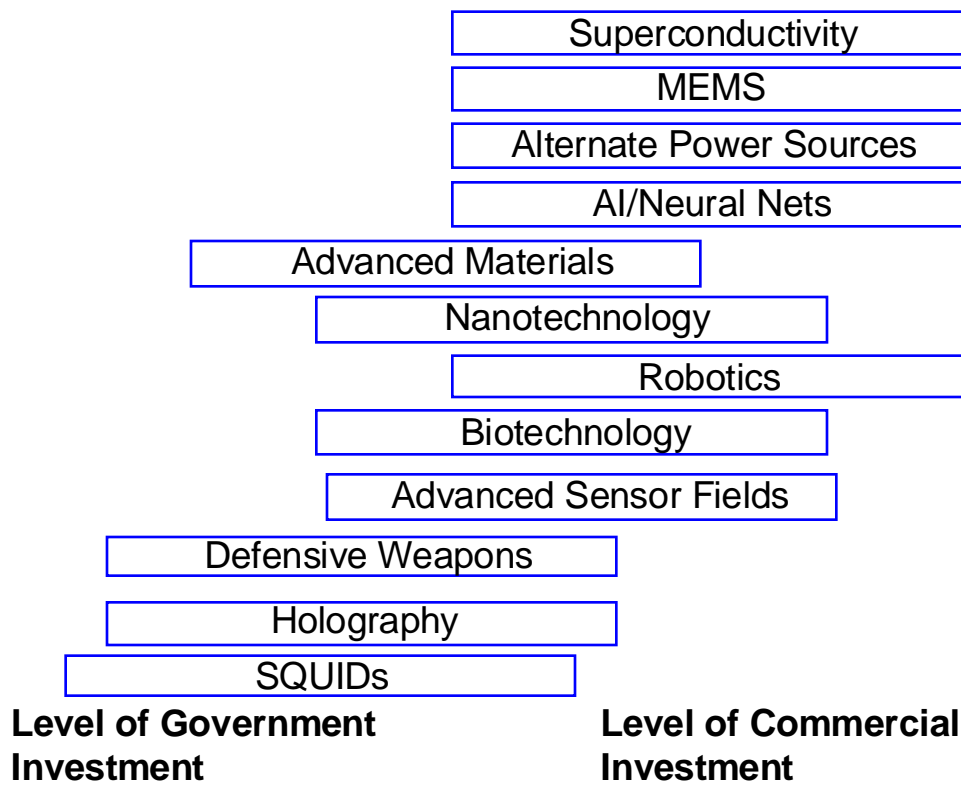 Superconductivity
MEMS
Alternate Power Sources
AI/Neural Nets
Advanced Materials
Nanotechnology
Robotics
Biotechnology
Advanced Sensor Fields
Defensive Weapons
Holography
SQUIDs
Level of Government
Investment
Level of Commercial
Investment